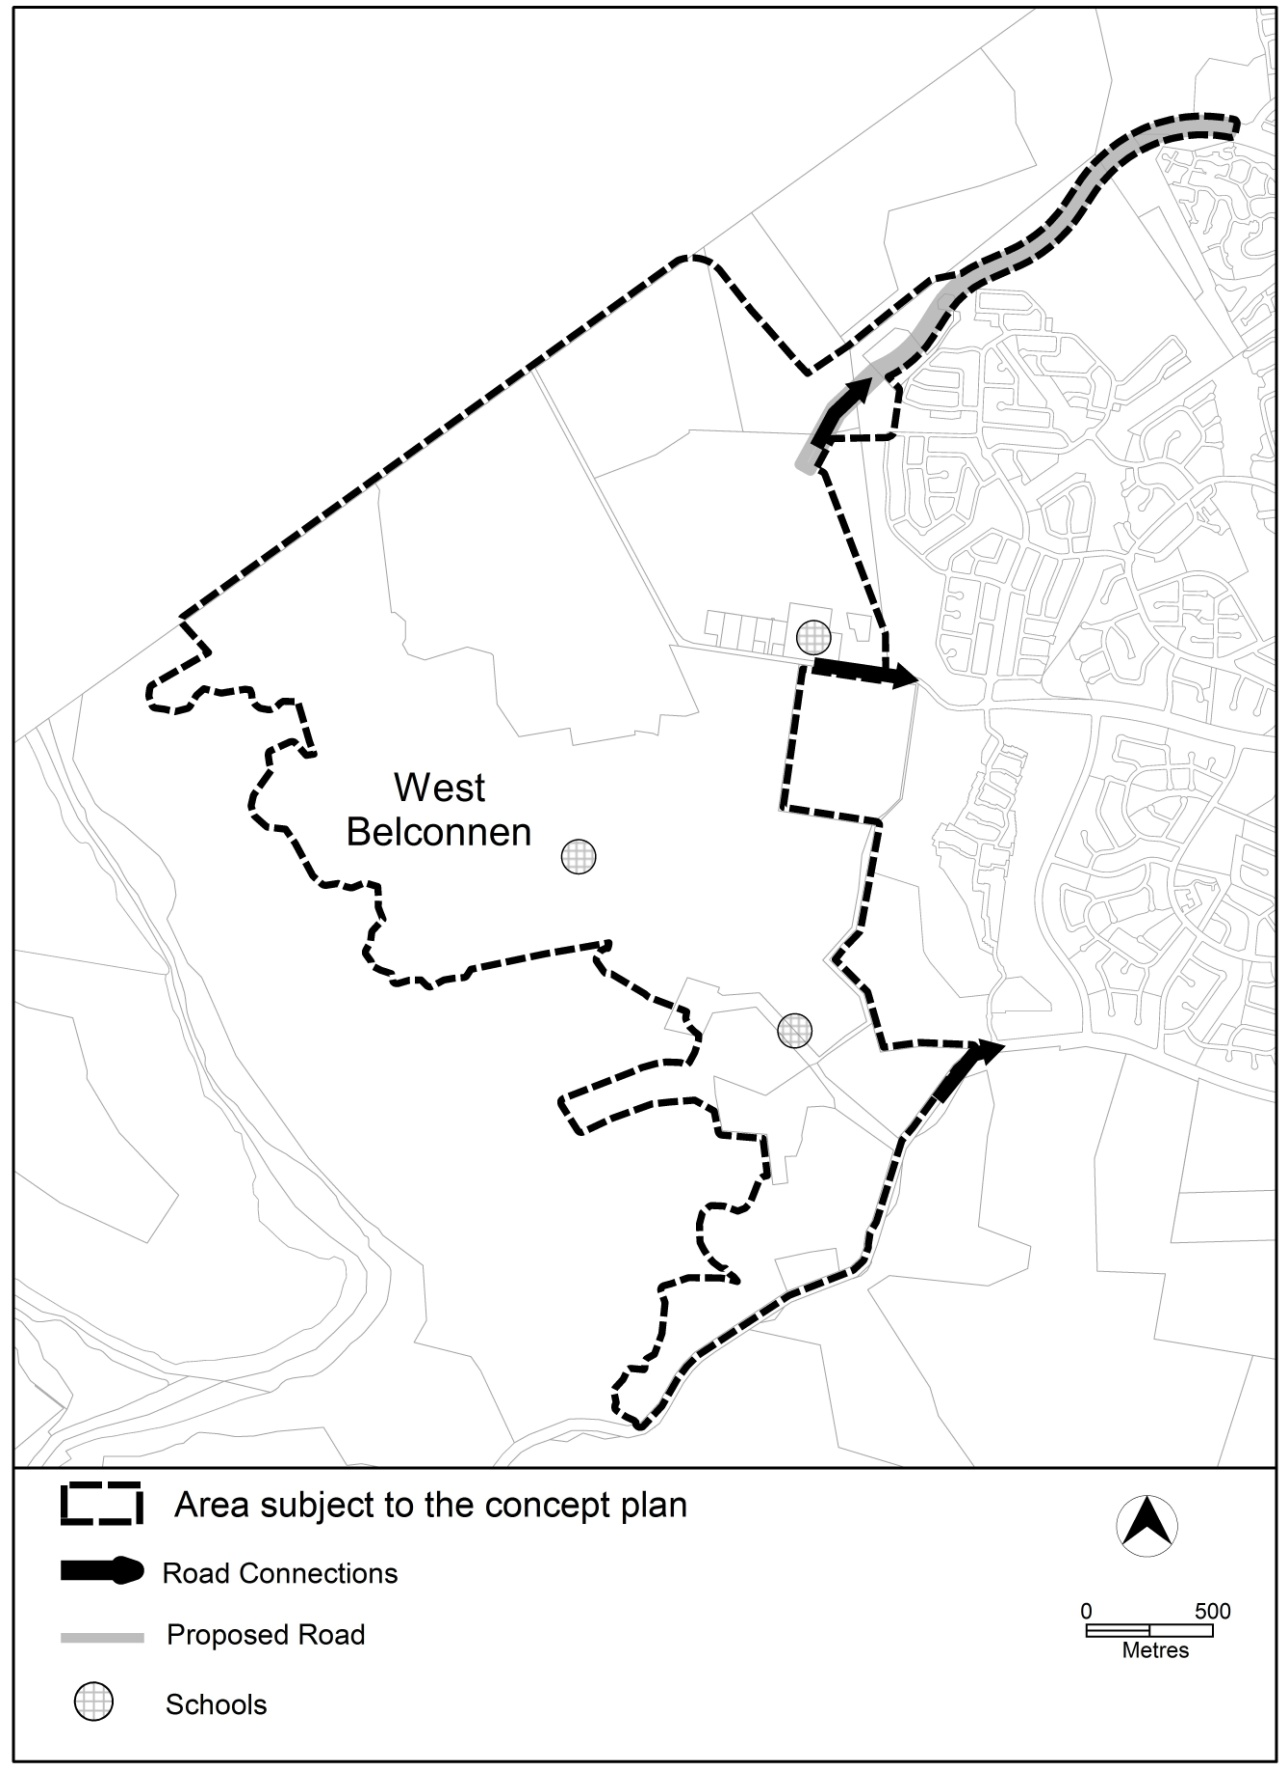 West
Belconnen
Area subject to the concept plan
Road Connections
Proposed Road
Schools
0 500
Metres